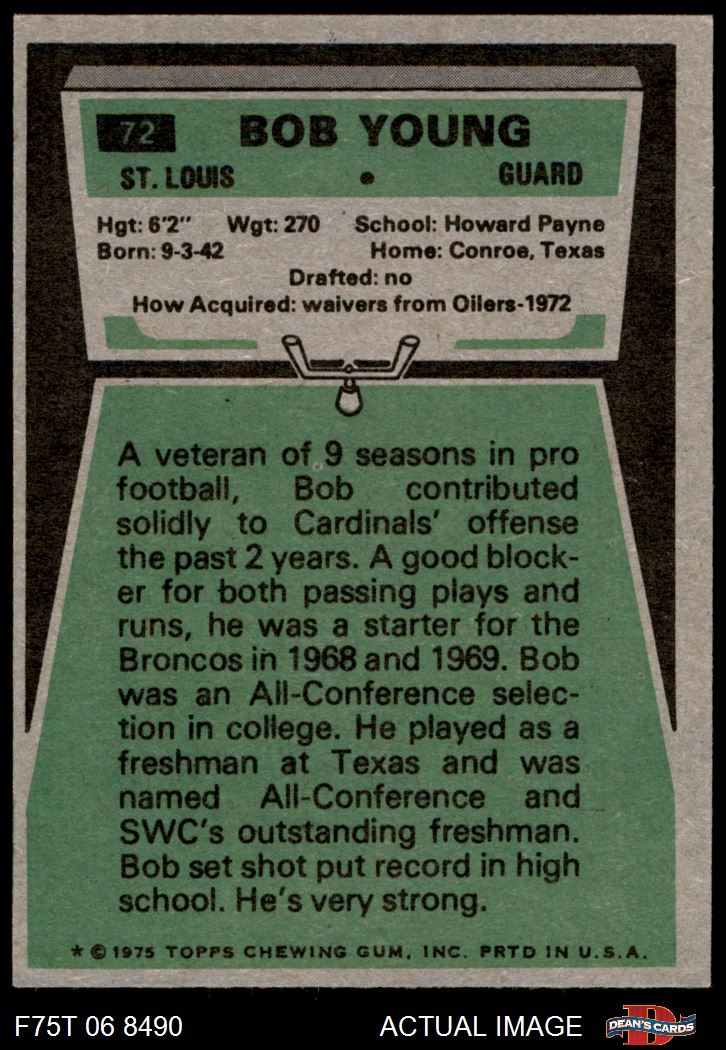 72 BOB YOUNG
ST. LOUIS • GUARD
Hgt: 6'2" Wgt: 270 School: Howard Payne
Born: 9-3-42 Home: Conroe, Texas
Drafted: no
How Acquired: waivers from Oilers-1972
A veteran of 9 seasons in pro
football, Bob contributed
solidly to Cardinals' offense
the past 2 years. A good block-
er for both passing plays and
runs, he was a starter for the
Broncos in 1968 and 1969. Bob
was an All-Conference selec-
tion in college. He played as a
freshman at Texas and was
named All-Conference and
SWC's outstanding freshman.
Bob set shot put record in high
school. He's very strong.
* © 1975 TOPPS CHEWING GUM, INC. PRTD IN U.S.A.
F75T 06 8490 ACTUAL IMAGE D DEAN'S CARDS